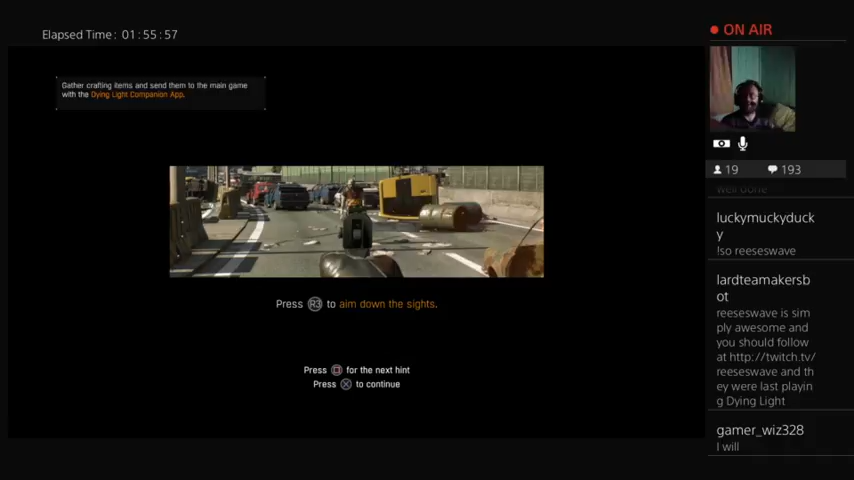 Elapsed Time: 01:55:57
ON AIR
Gather crafting items and send them to the main game
with the Dying Light Companion App.
Press R3 to aim down the sights.
Press for the next hint
Press to continue
19
193
well done
luckymuckyduck
y
!so reeseswave
lardteamakersb
ot
reeseswave is sim
ply awesome and
you should follow
at http://twitch.tv/
reeseswave and th
ey were last playin
g Dying Light
gamer_wiz328
I will